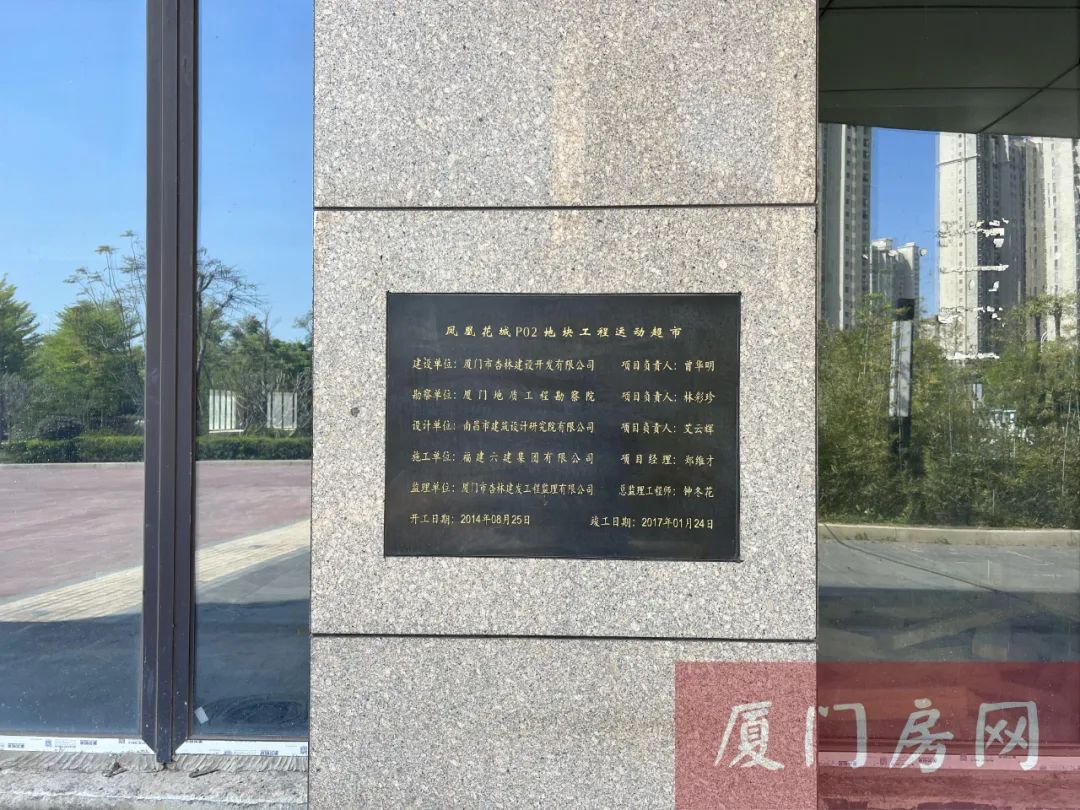 凤凰花城P02地块工程运动超市
建设单位：厦门市杏林建设开发有限公司 项目负责人：曾华明
勘察单位：厦门地质工程勘察院 项目负责人：林彩珍
设计单位：南昌市建筑设计研究院有限公司 项目负责人：艾云辉
施工单位：福建六建集团有限公司 项目经理：郑维才
监理单位：厦门市杏林建发工程监理有限公司 总监理工程师：钟冬花
开工日期：2014年08月25日 竣工日期：2017年01月24日
厦门房网